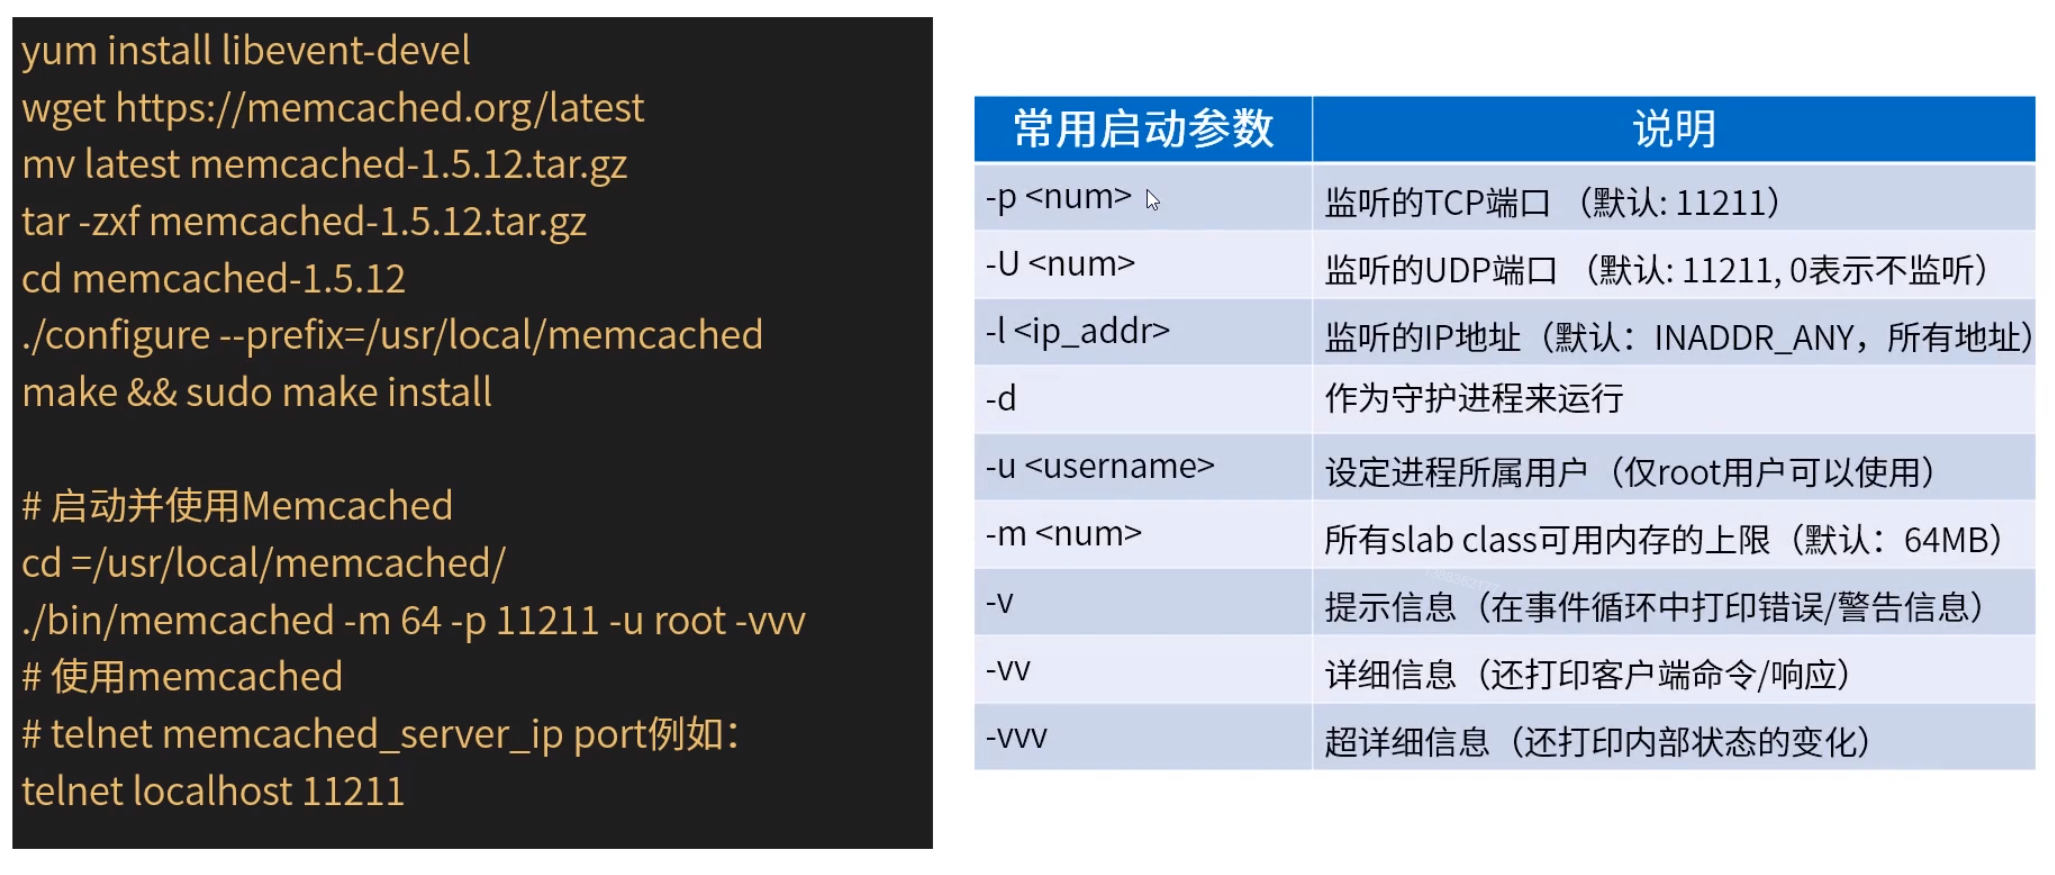 yum install libevent-devel
wget https://memcached.org/latest
mv latest memcached-1.5.12.tar.gz
tar -zxf memcached-1.5.12.tar.gz
cd memcached-1.5.12
./configure --prefix=/usr/local/memcached
make && sudo make install
# 启动并使用Memcached
cd =/usr/local/memcached/
./bin/memcached -m 64 -p 11211 -u root -vvv
# 使用memcached
# telnet memcached_server_ip port例如：
telnet localhost 11211
常用启动参数 说明
-p <num> 监听的TCP端口 （默认: 11211）
-U <num> 监听的UDP端口 （默认: 11211, 0表示不监听）
-l <ip_addr> 监听的IP地址（默认：INADDR_ANY，所有地址）
-d 作为守护进程来运行
-u <username> 设定进程所属用户（仅root用户可以使用）
-m <num> 所有slab class可用内存的上限（默认：64MB）
-v 提示信息（在事件循环中打印错误/警告信息）
-vv 详细信息（还打印客户端命令/响应）
-vvv 超详细信息（还打印内部状态的变化）